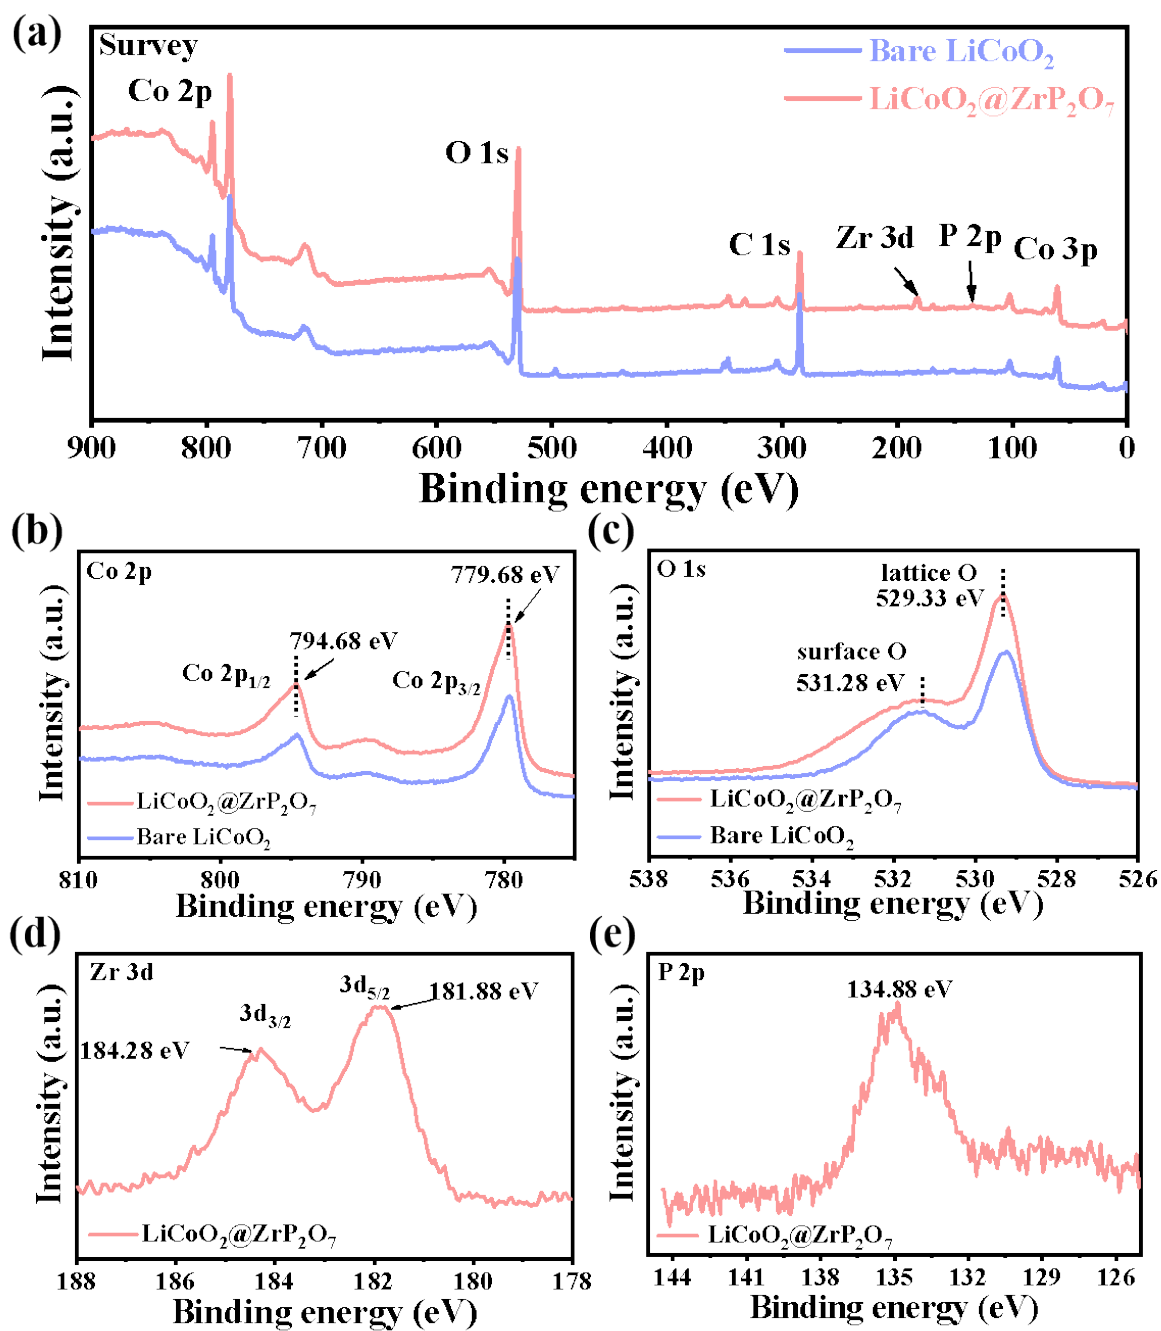 (a)
Survey
Bare LiCoO₂
LiCoO₂@ZrP₂O₇
Co 2p
O 1s
C 1s
Zr 3d
P 2p
Co 3p
Intensity (a.u.)
900 800 700 600 500 400 300 200 100 0
Binding energy (eV)
(b)
Co 2p
779.68 eV
794.68 eV
Co 2p₁/₂
Co 2p₃/₂
LiCoO₂@ZrP₂O₇
Bare LiCoO₂
Intensity (a.u.)
810 800 790 780
Binding energy (eV)
(c)
O 1s
lattice O
529.33 eV
surface O
531.28 eV
LiCoO₂@ZrP₂O₇
Bare LiCoO₂
Intensity (a.u.)
538 536 534 532 530 528 526
Binding energy (eV)
(d)
Zr 3d
3d₅/₂
181.88 eV
3d₃/₂
184.28 eV
LiCoO₂@ZrP₂O₇
Intensity (a.u.)
188 186 184 182 180 178
Binding energy (eV)
(e)
P 2p
134.88 eV
LiCoO₂@ZrP₂O₇
Intensity (a.u.)
144 141 138 135 132 129 126
Binding energy (eV)